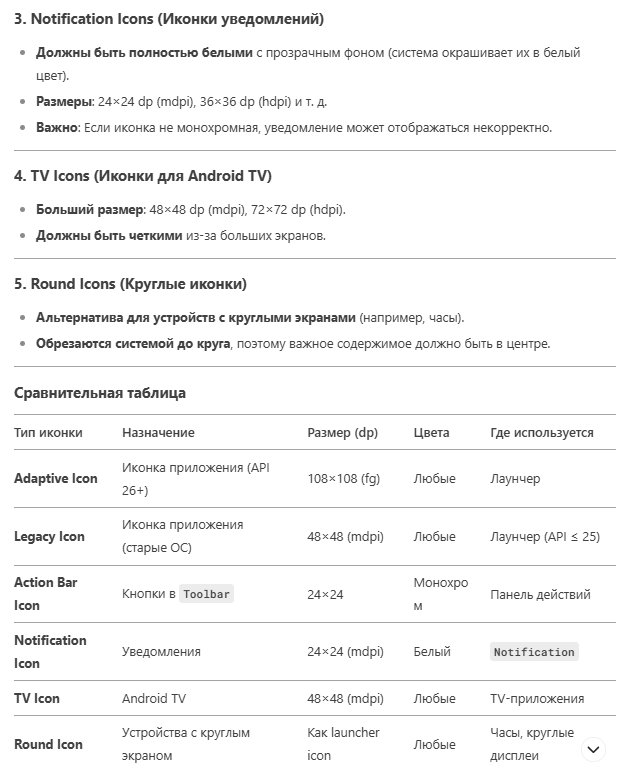 3. Notification Icons (Иконки уведомлений)
Должны быть полностью белыми с прозрачным фоном (система окрашивает их в белый
цвет).
Размеры: 24×24 dp (mdpi), 36×36 dp (hdpi) и т. д.
Важно: Если иконка не монохромная, уведомление может отображаться некорректно.
4. TV Icons (Иконки для Android TV)
Больший размер: 48×48 dp (mdpi), 72×72 dp (hdpi).
Должны быть четкими из-за больших экранов.
5. Round Icons (Круглые иконки)
Альтернатива для устройств с круглыми экранами (например, часы).
Обрезаются системой до круга, поэтому важное содержимое должно быть в центре.
Сравнительная таблица
Тип иконки Назначение Размер (dp) Цвета Где используется
Adaptive Icon Иконка приложения (API 26+) 108×108 (fg) Любые Лаунчер
Legacy Icon Иконка приложения (старые ОС) 48×48 (mdpi) Любые Лаунчер (API ≤ 25)
Action Bar Icon Кнопки в Toolbar 24×24 Монохро м Панель действий
Notification Icon Уведомления 24×24 (mdpi) Белый Notification
TV Icon Android TV 48×48 (mdpi) Любые TV-приложения
Round Icon Устройства с круглым экраном Как launcher icon Любые Часы, круглые дисплеи